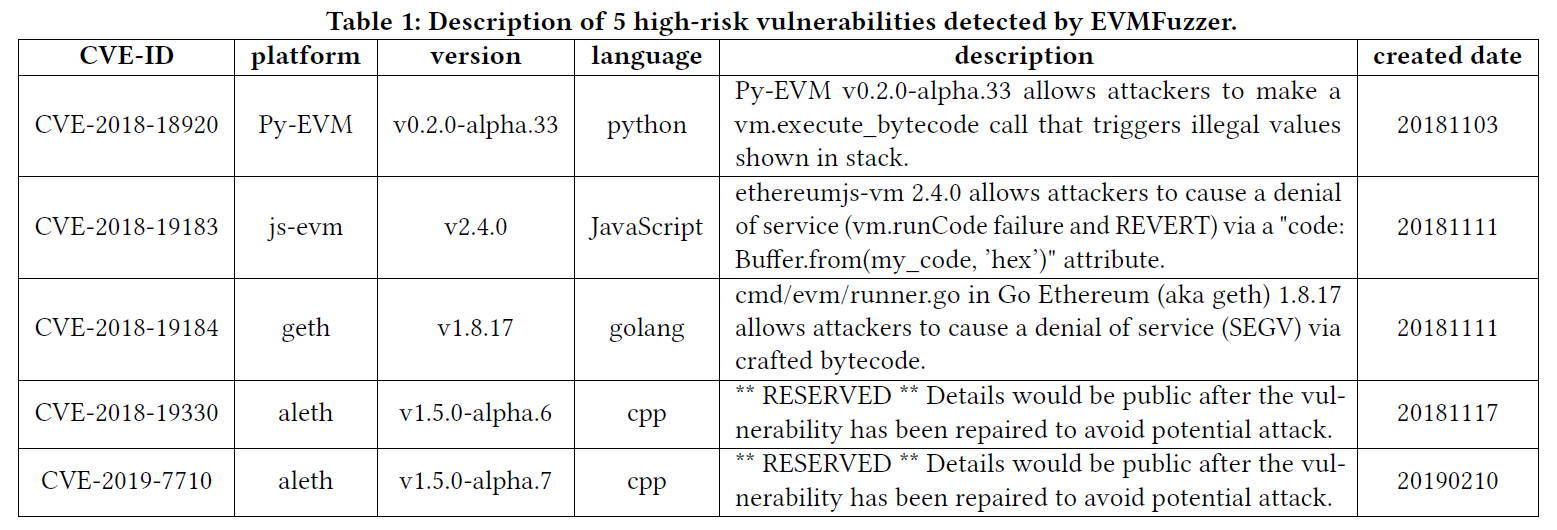 Table 1: Description of 5 high-risk vulnerabilities detected by EVMFuzzer.
CVE-ID platform version language description created date
CVE-2018-18920 Py-EVM v0.2.0-alpha.33 python Py-EVM v0.2.0-alpha.33 allows attackers to make a
vm.execute_bytecode call that triggers illegal values
shown in stack. 20181103
CVE-2018-19183 js-evm v2.4.0 JavaScript ethereumjs-vm 2.4.0 allows attackers to cause a denial
of service (vm.runCode failure and REVERT) via a "code:
Buffer.from(my_code, ’hex’)" attribute. 20181111
CVE-2018-19184 geth v1.8.17 golang cmd/evm/runner.go in Go Ethereum (aka geth) 1.8.17
allows attackers to cause a denial of service (SEGV) via
crafted bytecode. 20181111
CVE-2018-19330 aleth v1.5.0-alpha.6 cpp ** RESERVED ** Details would be public after the vul-
nerability has been repaired to avoid potential attack. 20181117
CVE-2019-7710 aleth v1.5.0-alpha.7 cpp ** RESERVED ** Details would be public after the vul-
nerability has been repaired to avoid potential attack. 20190210